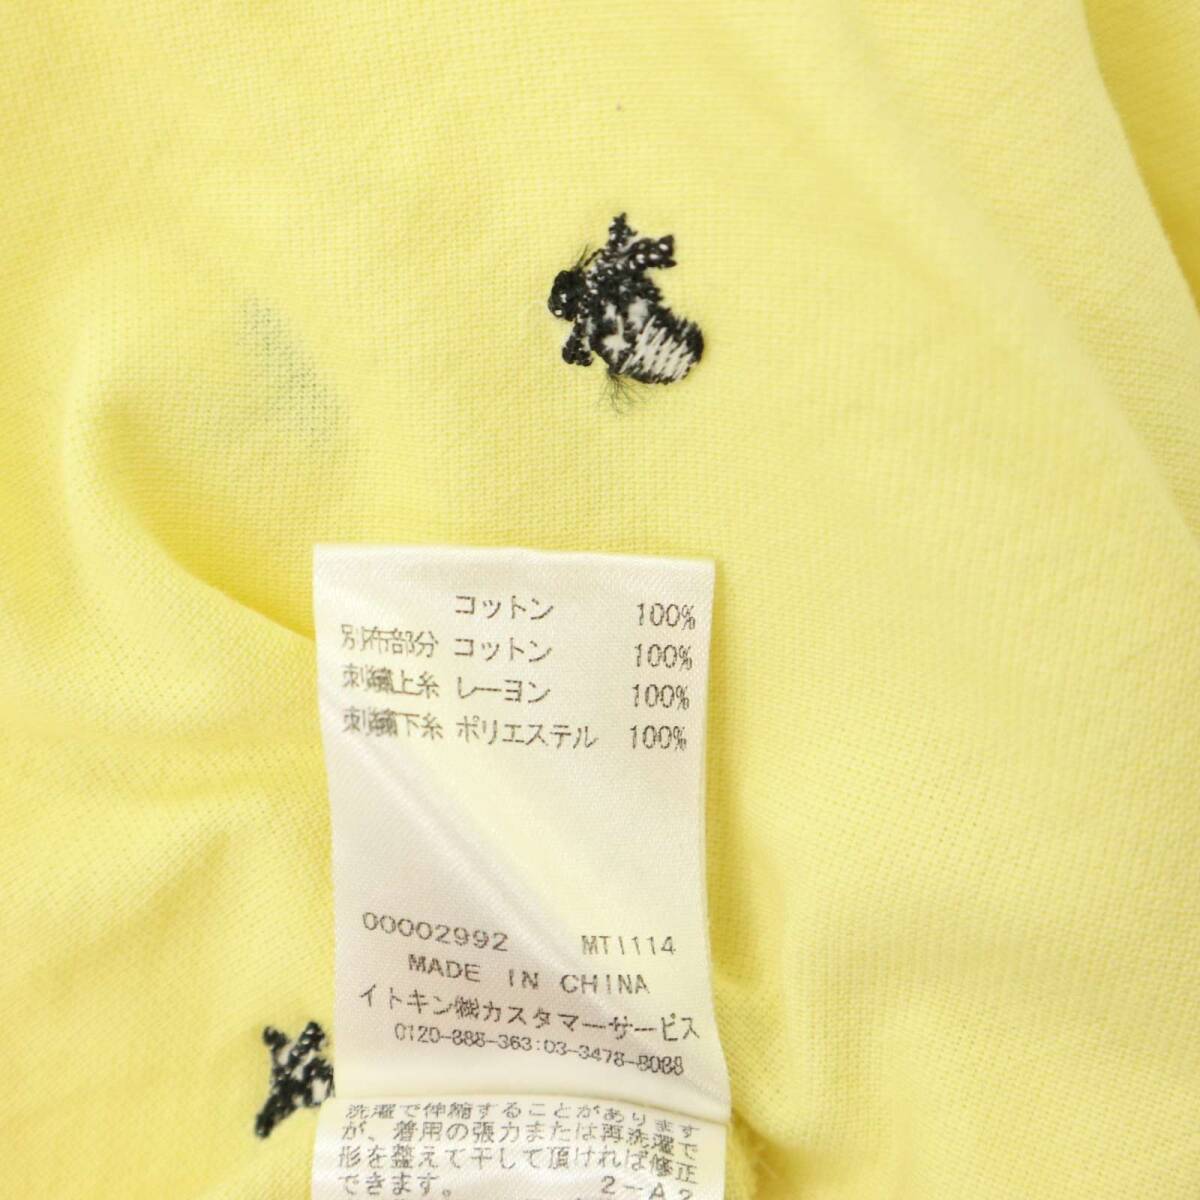 コットン 100%
別布部分 コットン 100%
刺繍上糸 レーヨン 100%
刺繍下糸 ポリエステル 100%
00002992 MT1114
MADE IN CHINA
イトキン㈱カスタマーサービス
0120-888-363:03-3478-8088
洗濯で伸縮することがあります
が、着用の張力または再洗濯で
形を整えて干して頂ければ修正
できます。 2-A2